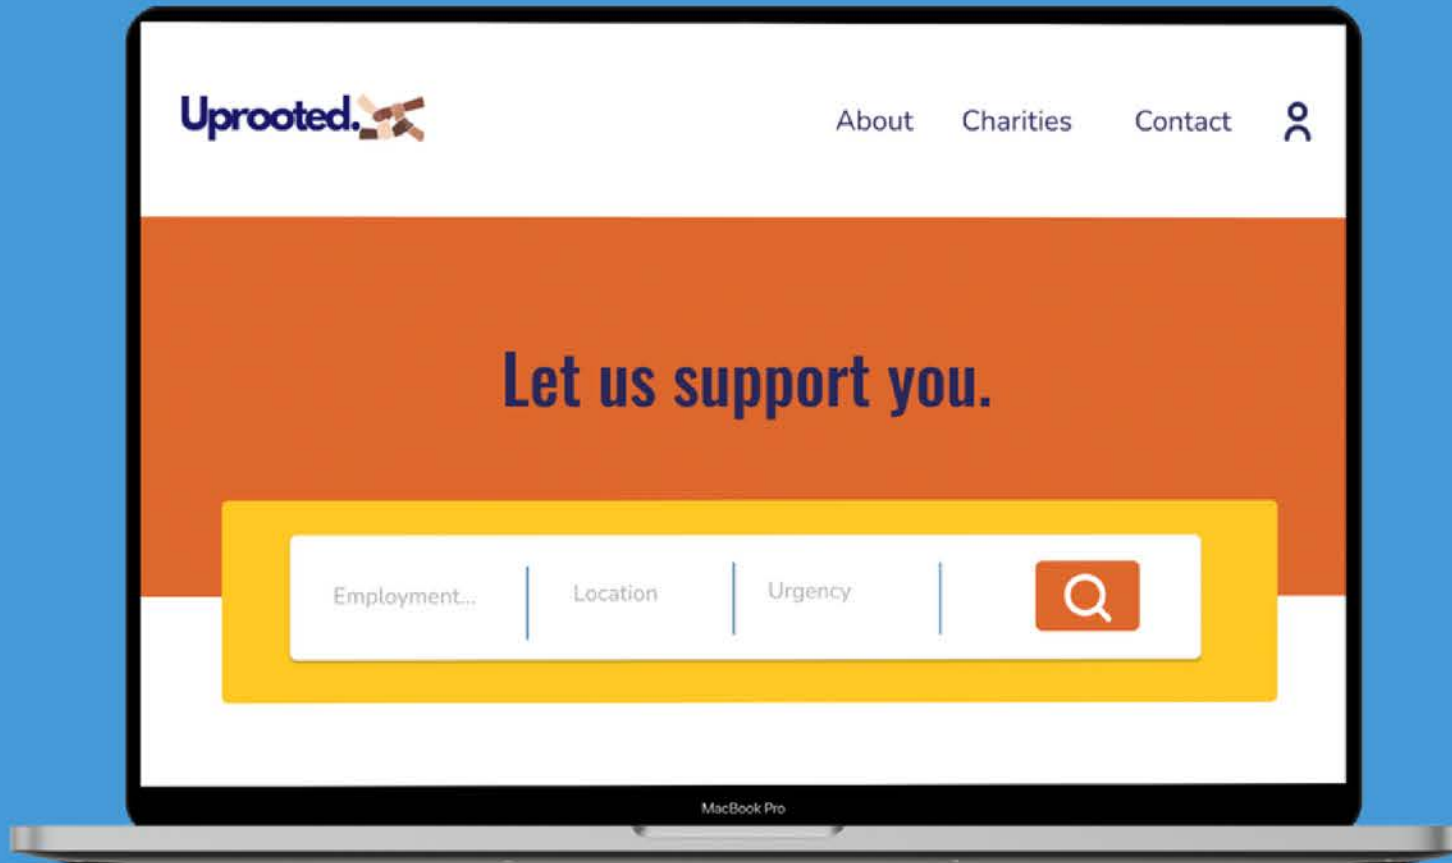 Uprooted.
About Charities Contact
Let us support you.
Employment... Location Urgency
MacBook Pro